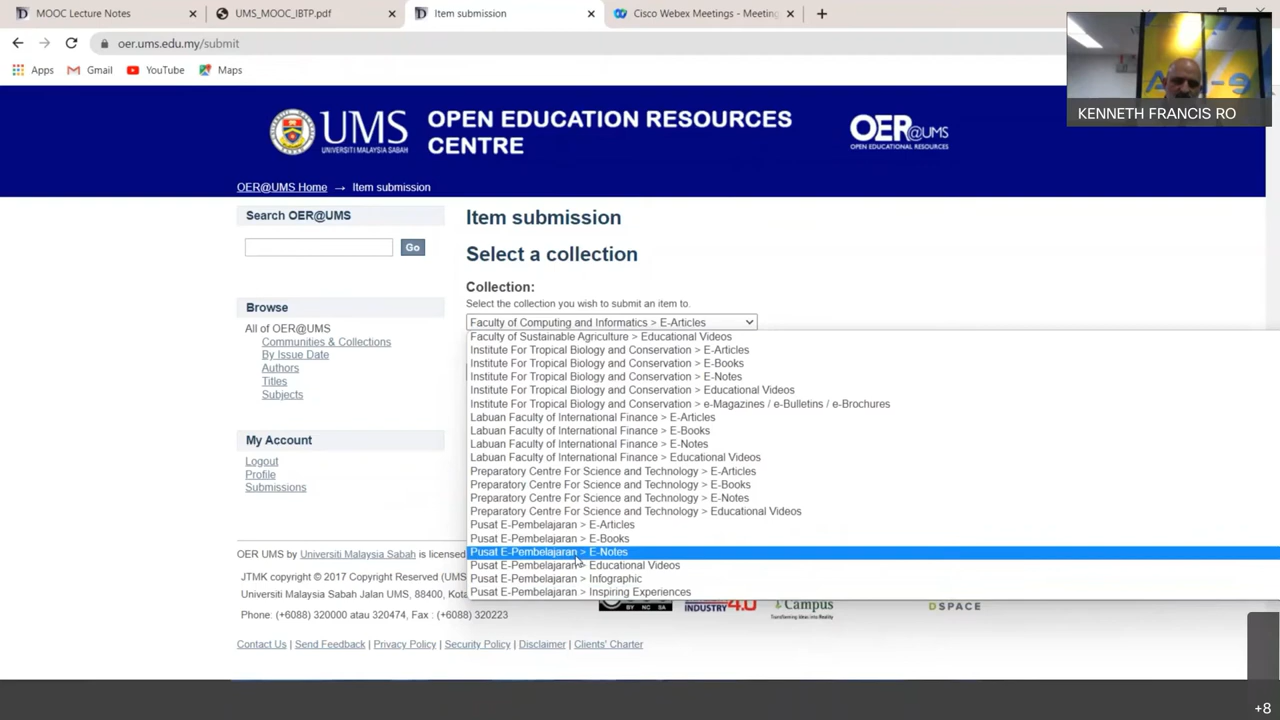 MOOC Lecture Notes
UMS_MOOC_IBTP.pdf
Item submission
Cisco Webex Meetings - Meeting
oer.ums.edu.my/submit
Apps
Gmail
YouTube
Maps
KENNETH FRANCIS RO
UMS
UNIVERSITI MALAYSIA SABAH
OPEN EDUCATION RESOURCES
CENTRE
OER@UMS
OPEN EDUCATIONAL RESOURCES
OER@UMS Home → Item submission
Search OER@UMS
Go
Browse
All of OER@UMS
Communities & Collections
By Issue Date
Authors
Titles
Subjects
My Account
Logout
Profile
Submissions
Item submission
Select a collection
Collection:
Select the collection you wish to submit an item to.
Faculty of Computing and Informatics > E-Articles
Faculty of Sustainable Agriculture > Educational Videos
Institute For Tropical Biology and Conservation > E-Articles
Institute For Tropical Biology and Conservation > E-Books
Institute For Tropical Biology and Conservation > E-Notes
Institute For Tropical Biology and Conservation > Educational Videos
Institute For Tropical Biology and Conservation > e-Magazines / e-Bulletins / e-Brochures
Labuan Faculty of International Finance > E-Articles
Labuan Faculty of International Finance > E-Books
Labuan Faculty of International Finance > E-Notes
Labuan Faculty of International Finance > Educational Videos
Preparatory Centre For Science and Technology > E-Articles
Preparatory Centre For Science and Technology > E-Books
Preparatory Centre For Science and Technology > E-Notes
Preparatory Centre For Science and Technology > Educational Videos
Pusat E-Pembelajaran > E-Articles
Pusat E-Pembelajaran > E-Books
Pusat E-Pembelajaran > E-Notes
Pusat E-Pembelajaran > Educational Videos
Pusat E-Pembelajaran > Infographic
Pusat E-Pembelajaran > Inspiring Experiences
OER UMS by Universiti Malaysia Sabah is licensed
JTMK copyright © 2017 Copyright (UMS
Universiti Malaysia Sabah Jalan UMS, 88400, Kota
Phone: (+6088) 320000 atau 320474, Fax : (+6088) 320223
BY NC SA
INDUSTRY 4.0
Campus
Transforming Ideas into Reality
DSPACE
Contact Us | Send Feedback | Privacy Policy | Security Policy | Disclaimer | Clients' Charter
+8